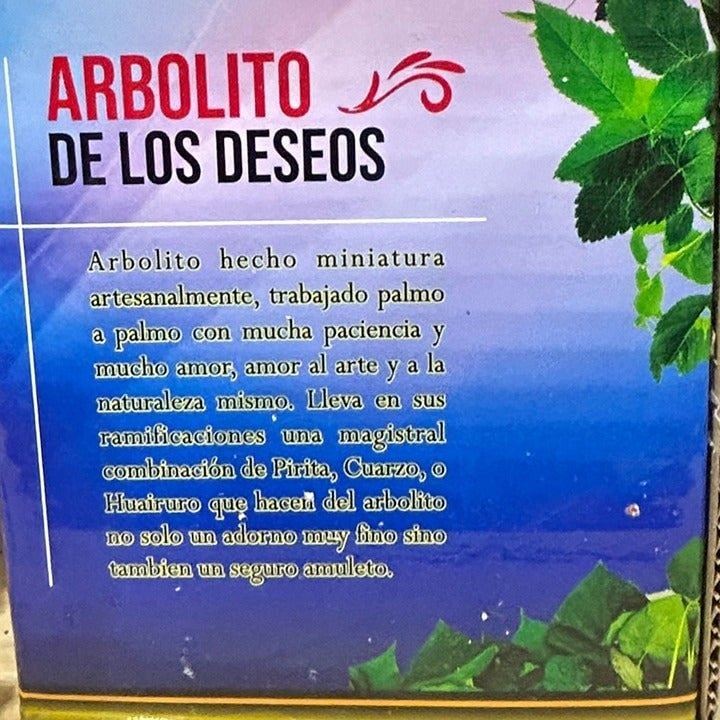 ARBOLITO
DE LOS DESEOS
Arbolito hecho miniatura
artesanalmente, trabajado palmo
a palmo con mucha paciencia y
mucho amor, amor al arte y a la
naturaleza mismo. Lleva en sus
ramificaciones una magistral
combinación de Pirita, Cuarzo, o
Huairuro que hacen del arbolito
no solo un adorno muy fino sino
tambien un seguro amuleto.